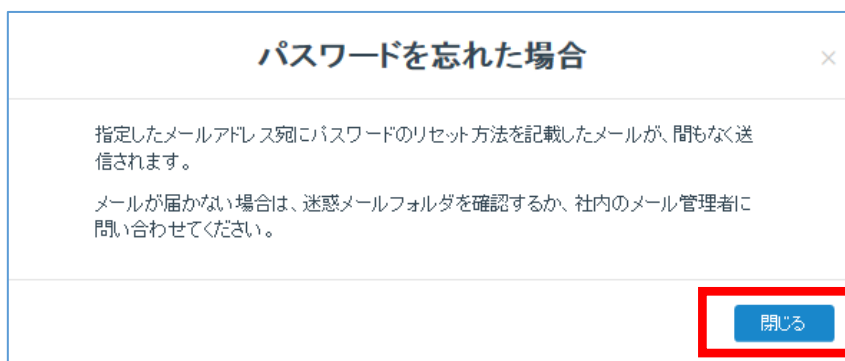 パスワードを忘れた場合
×
指定したメールアドレス宛にパスワードのリセット方法を記載したメールが、間もなく送
信されます。
メールが届かない場合は、迷惑メールフォルダを確認するか、社内のメール管理者に
問い合わせてください。
閉じる